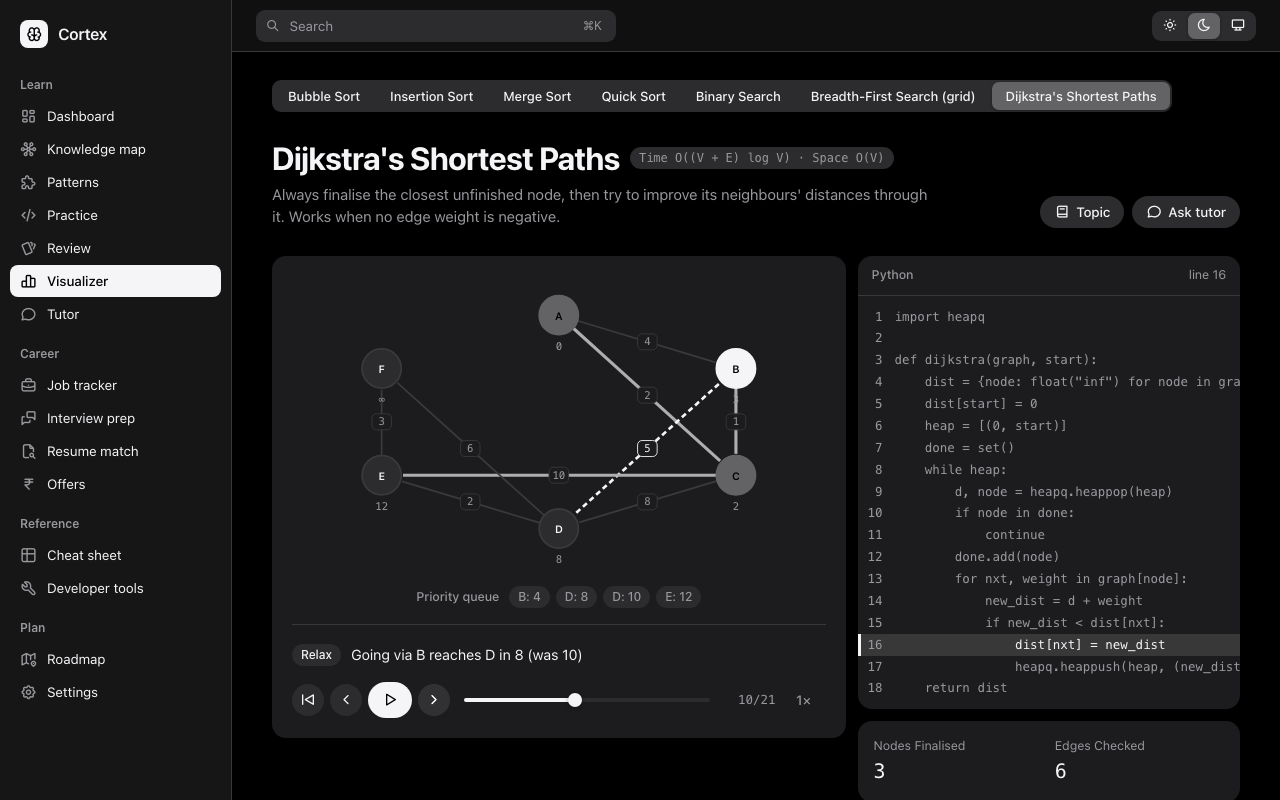 Cortex
Search
⌘K
Learn
Dashboard
Knowledge map
Patterns
Practice
Review
Visualizer
Tutor
Career
Job tracker
Interview prep
Resume match
Offers
Reference
Cheat sheet
Developer tools
Plan
Roadmap
Settings
Bubble Sort
Insertion Sort
Merge Sort
Quick Sort
Binary Search
Breadth-First Search (grid)
Dijkstra's Shortest Paths
Dijkstra's Shortest Paths
Time O((V + E) log V) · Space O(V)
Always finalise the closest unfinished node, then try to improve its neighbours' distances through
it. Works when no edge weight is negative.
Topic
Ask tutor
A
0
4
F
B
∞
2
3
1
6
5
E
10
C
12
2
8
2
D
8
Priority queue
B: 4
D: 8
D: 10
E: 12
Relax
Going via B reaches D in 8 (was 10)
10/21
1×
Python
line 16
1 import heapq
2
3 def dijkstra(graph, start):
4     dist = {node: float("inf") for node in gra
5     dist[start] = 0
6     heap = [(0, start)]
7     done = set()
8     while heap:
9         d, node = heapq.heappop(heap)
10         if node in done:
11             continue
12         done.add(node)
13         for nxt, weight in graph[node]:
14             new_dist = d + weight
15             if new_dist < dist[nxt]:
16                 dist[nxt] = new_dist
17                 heapq.heappush(heap, (new_dist
18     return dist
Nodes Finalised
3
Edges Checked
6